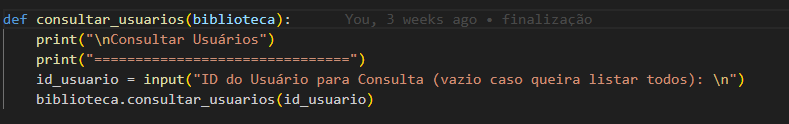 def consultar_usuarios(biblioteca): You, 3 weeks ago • finalização
print("\nConsultar Usuários")
print("===============================")
id_usuario = input("ID do Usuário para Consulta (vazio caso queira listar todos): \n")
biblioteca.consultar_usuarios(id_usuario)